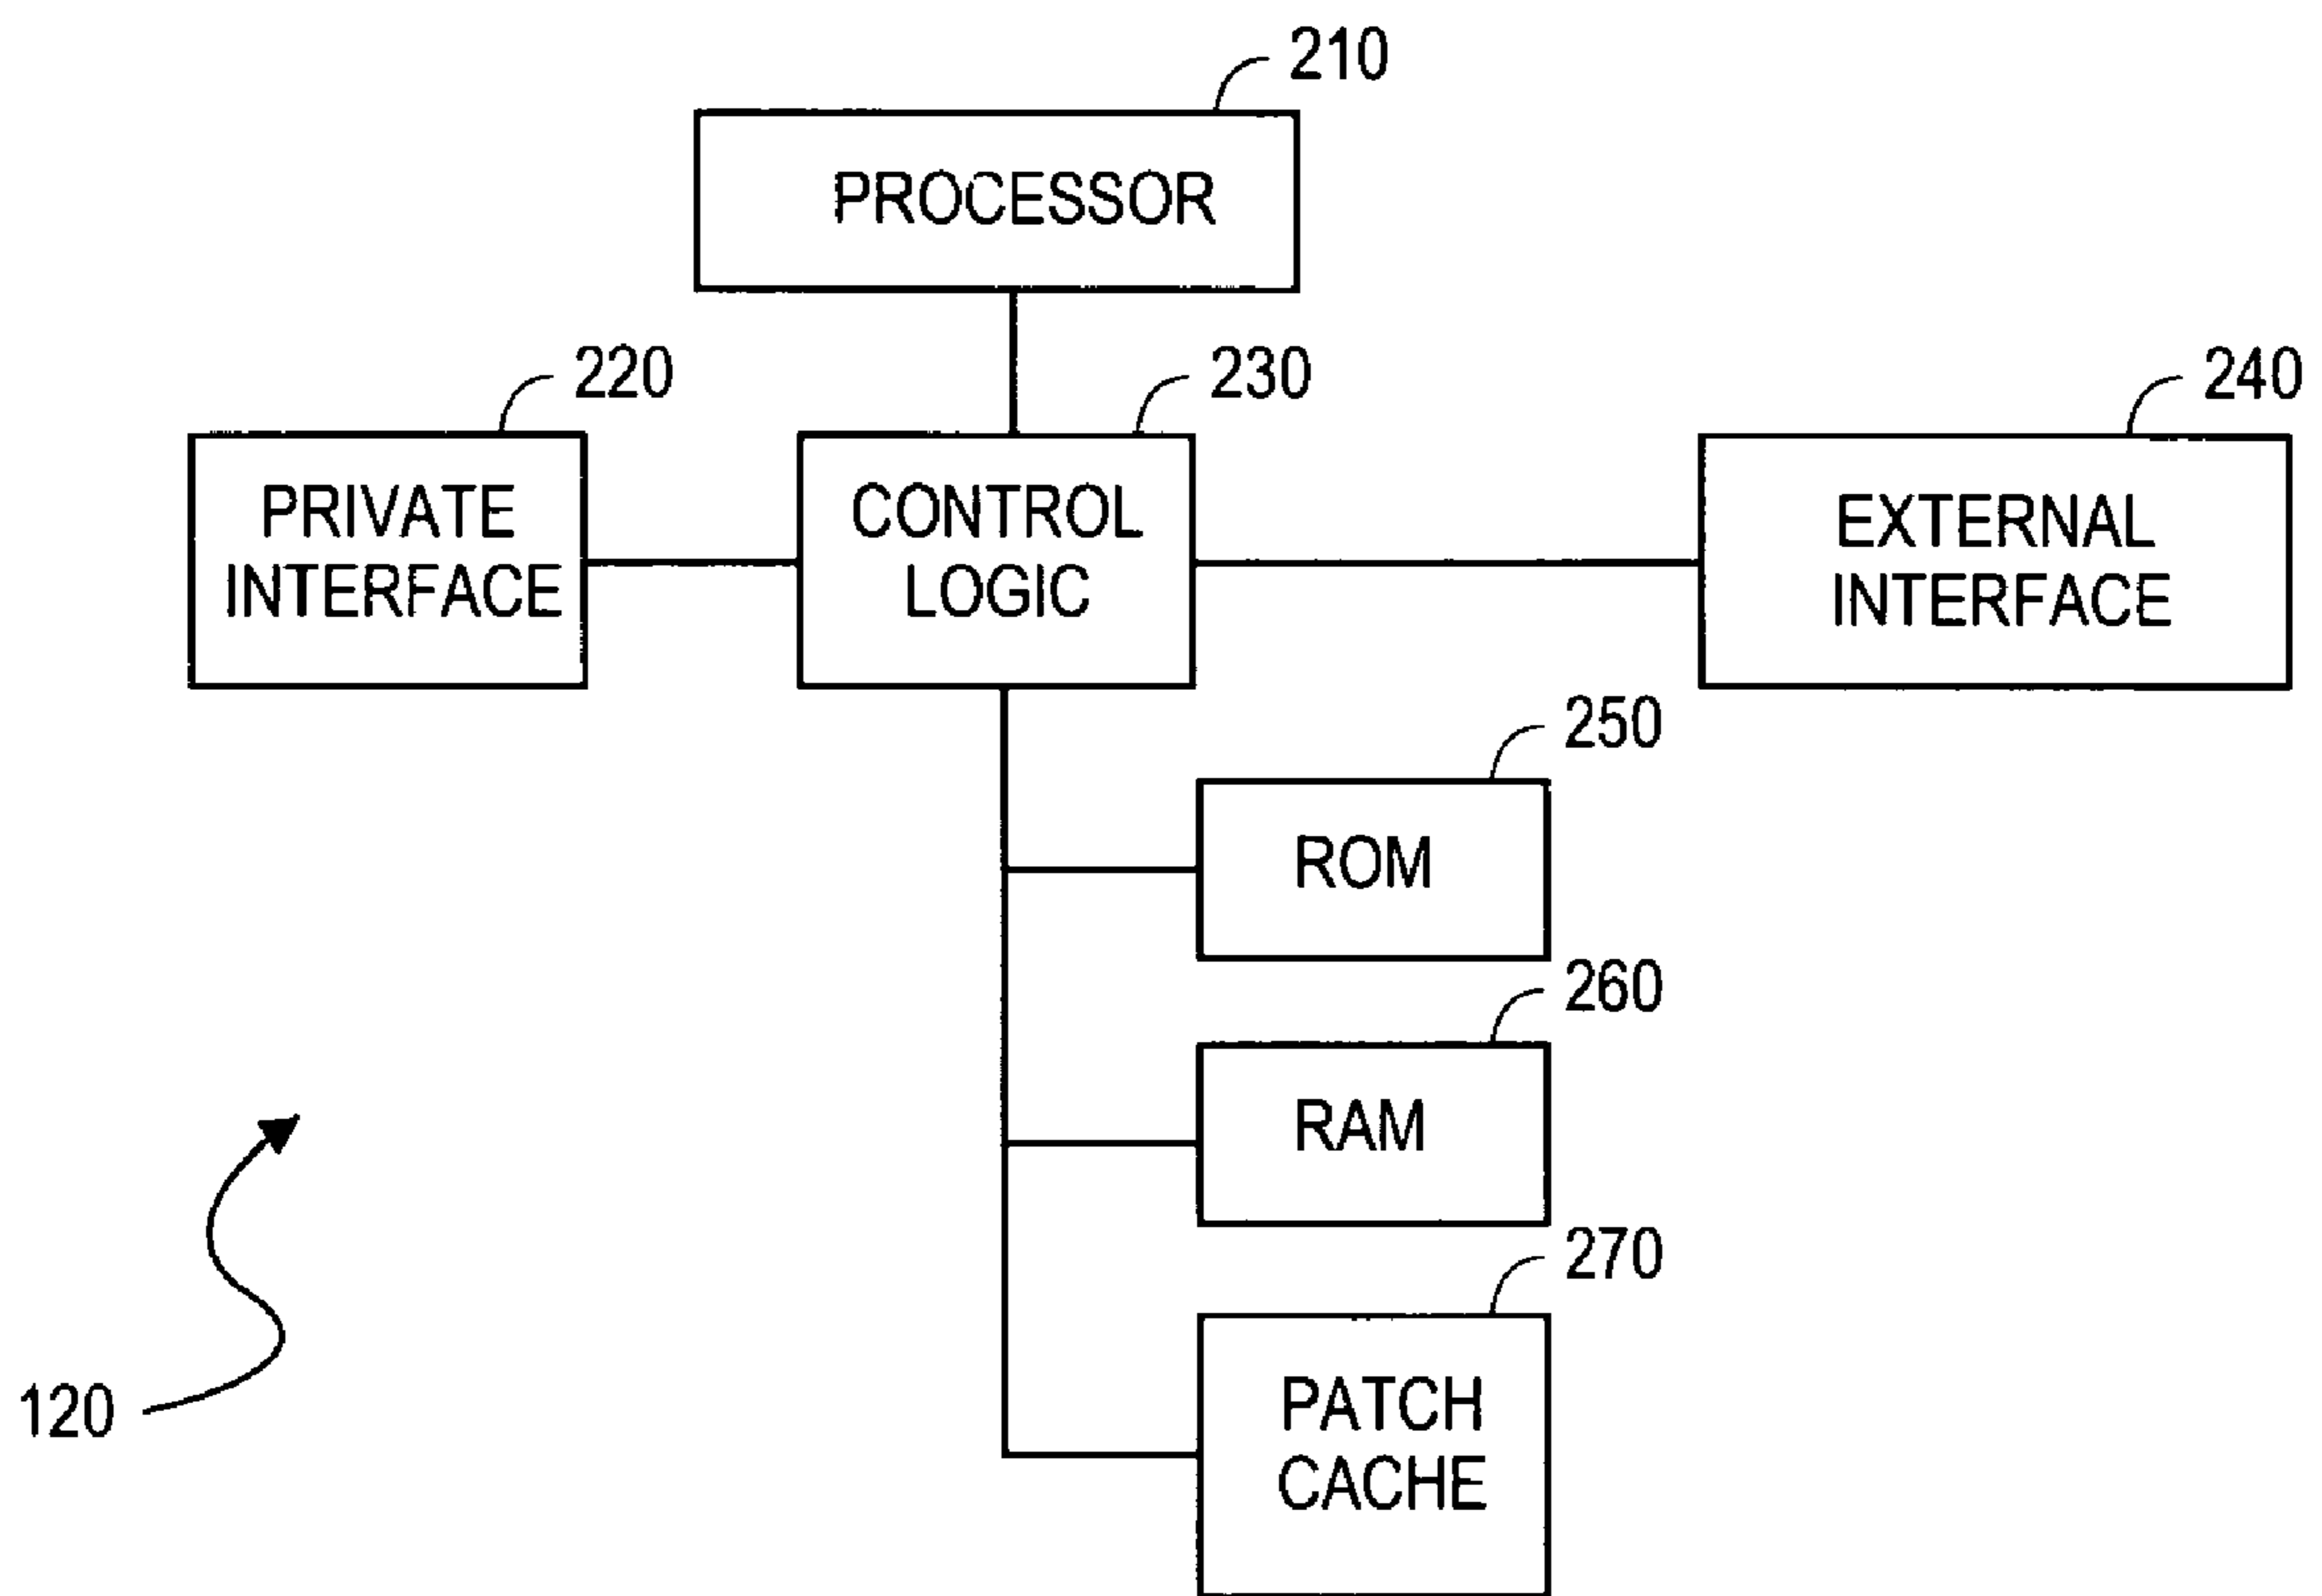 210
PROCESSOR
220
230
240
PRIVATE
INTERFACE
CONTROL
LOGIC
EXTERNAL
INTERFACE
250
ROM
260
RAM
270
PATCH
CACHE
120